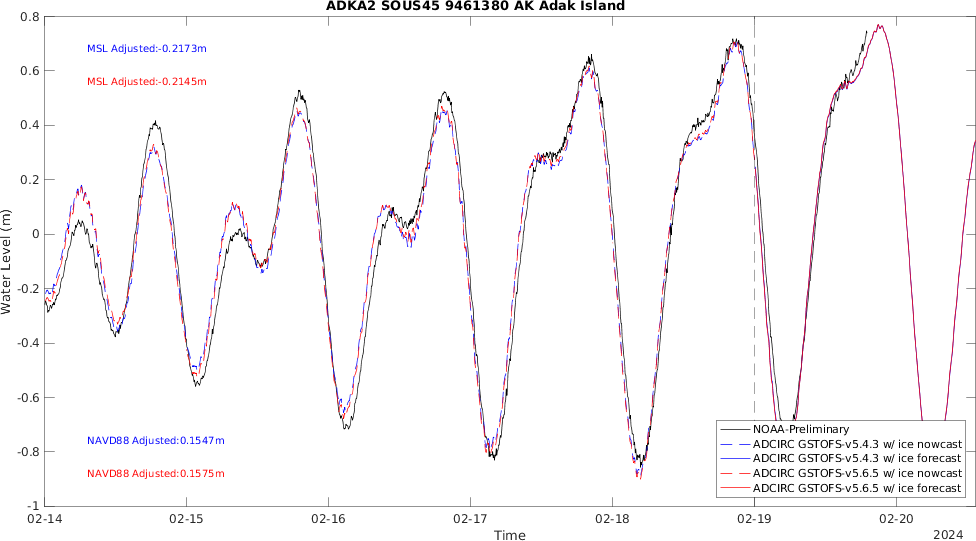 ADKA2 SOUS45 9461380 AK Adak Island
0.8
0.6
0.4
0.2
0
-0.2
-0.4
-0.6
-0.8
-1
Water Level (m)
MSL Adjusted:-0.2173m
MSL Adjusted:-0.2145m
NAVD88 Adjusted:0.1547m
NAVD88 Adjusted:0.1575m
NOAA-Preliminary
ADCIRC GSTOFS-v5.4.3 w/ ice nowcast
ADCIRC GSTOFS-v5.4.3 w/ ice forecast
ADCIRC GSTOFS-v5.6.5 w/ ice nowcast
ADCIRC GSTOFS-v5.6.5 w/ ice forecast
02-14 02-15 02-16 02-17 02-18 02-19 02-20
Time
2024